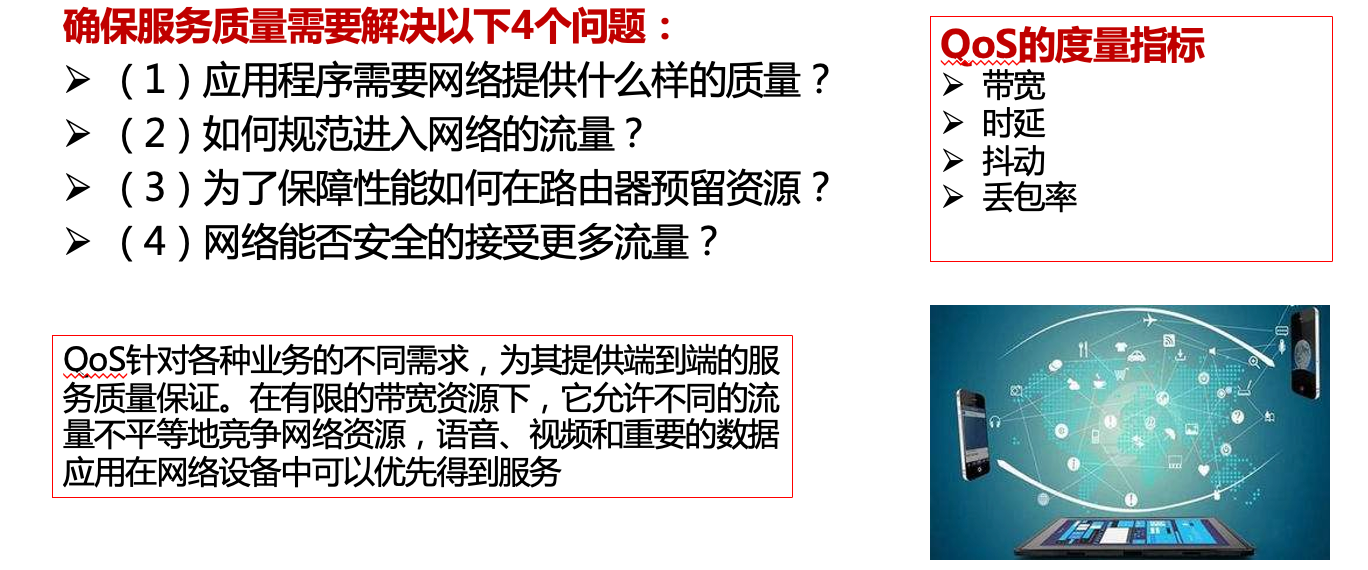 确保服务质量需要解决以下4个问题：
（1）应用程序需要网络提供什么样的质量？
（2）如何规范进入网络的流量？
（3）为了保障性能如何在路由器预留资源？
（4）网络能否安全的接受更多流量？
QoS的度量指标
带宽
时延
抖动
丢包率
QoS针对各种业务的不同需求，为其提供端到端的服
务质量保证。在有限的带宽资源下，它允许不同的流
量不平等地竞争网络资源，语音、视频和重要的数据
应用在网络设备中可以优先得到服务